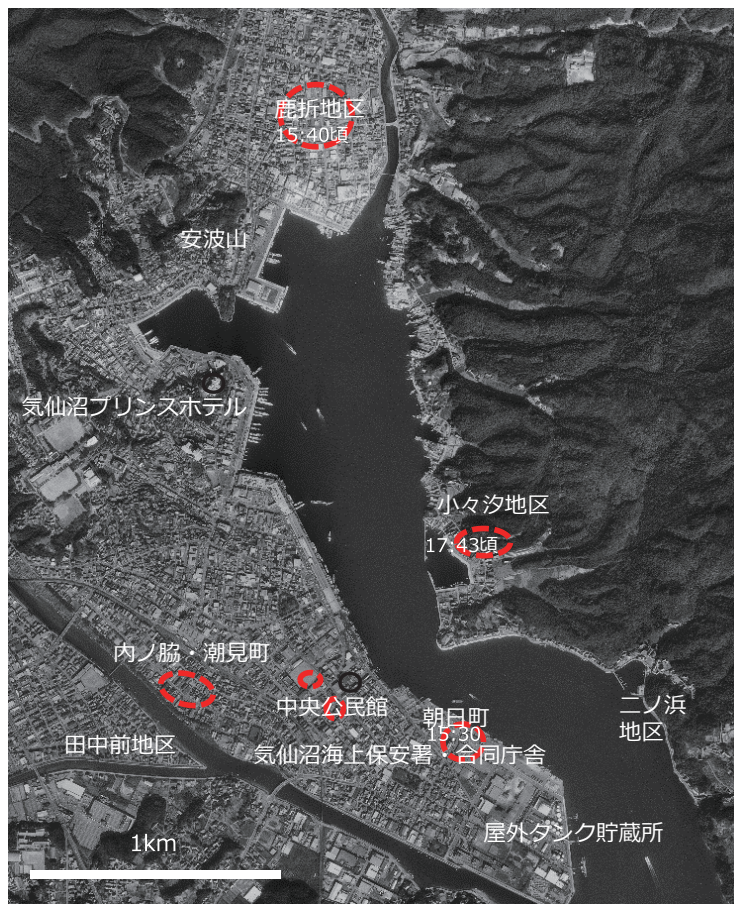 鹿折地区
15:40頃
安波山
気仙沼プリンスホテル
小々汐地区
17:43頃
内ノ脇・潮見町
中央公民館
朝日町
15:30
二ノ浜
地区
田中前地区
気仙沼海上保安署・合同庁舎
屋外タンク貯蔵所
1km